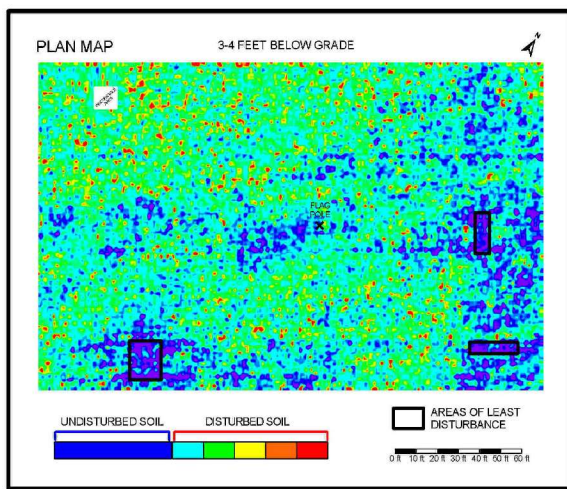 PLAN MAP
3-4 FEET BELOW GRADE
N
FLAG
POLE
X
UNDISTURBED SOIL
DISTURBED SOIL
AREAS OF LEAST
DISTURBANCE
0 ft 10 ft 20 ft 30 ft 40 ft 50 ft 60 ft